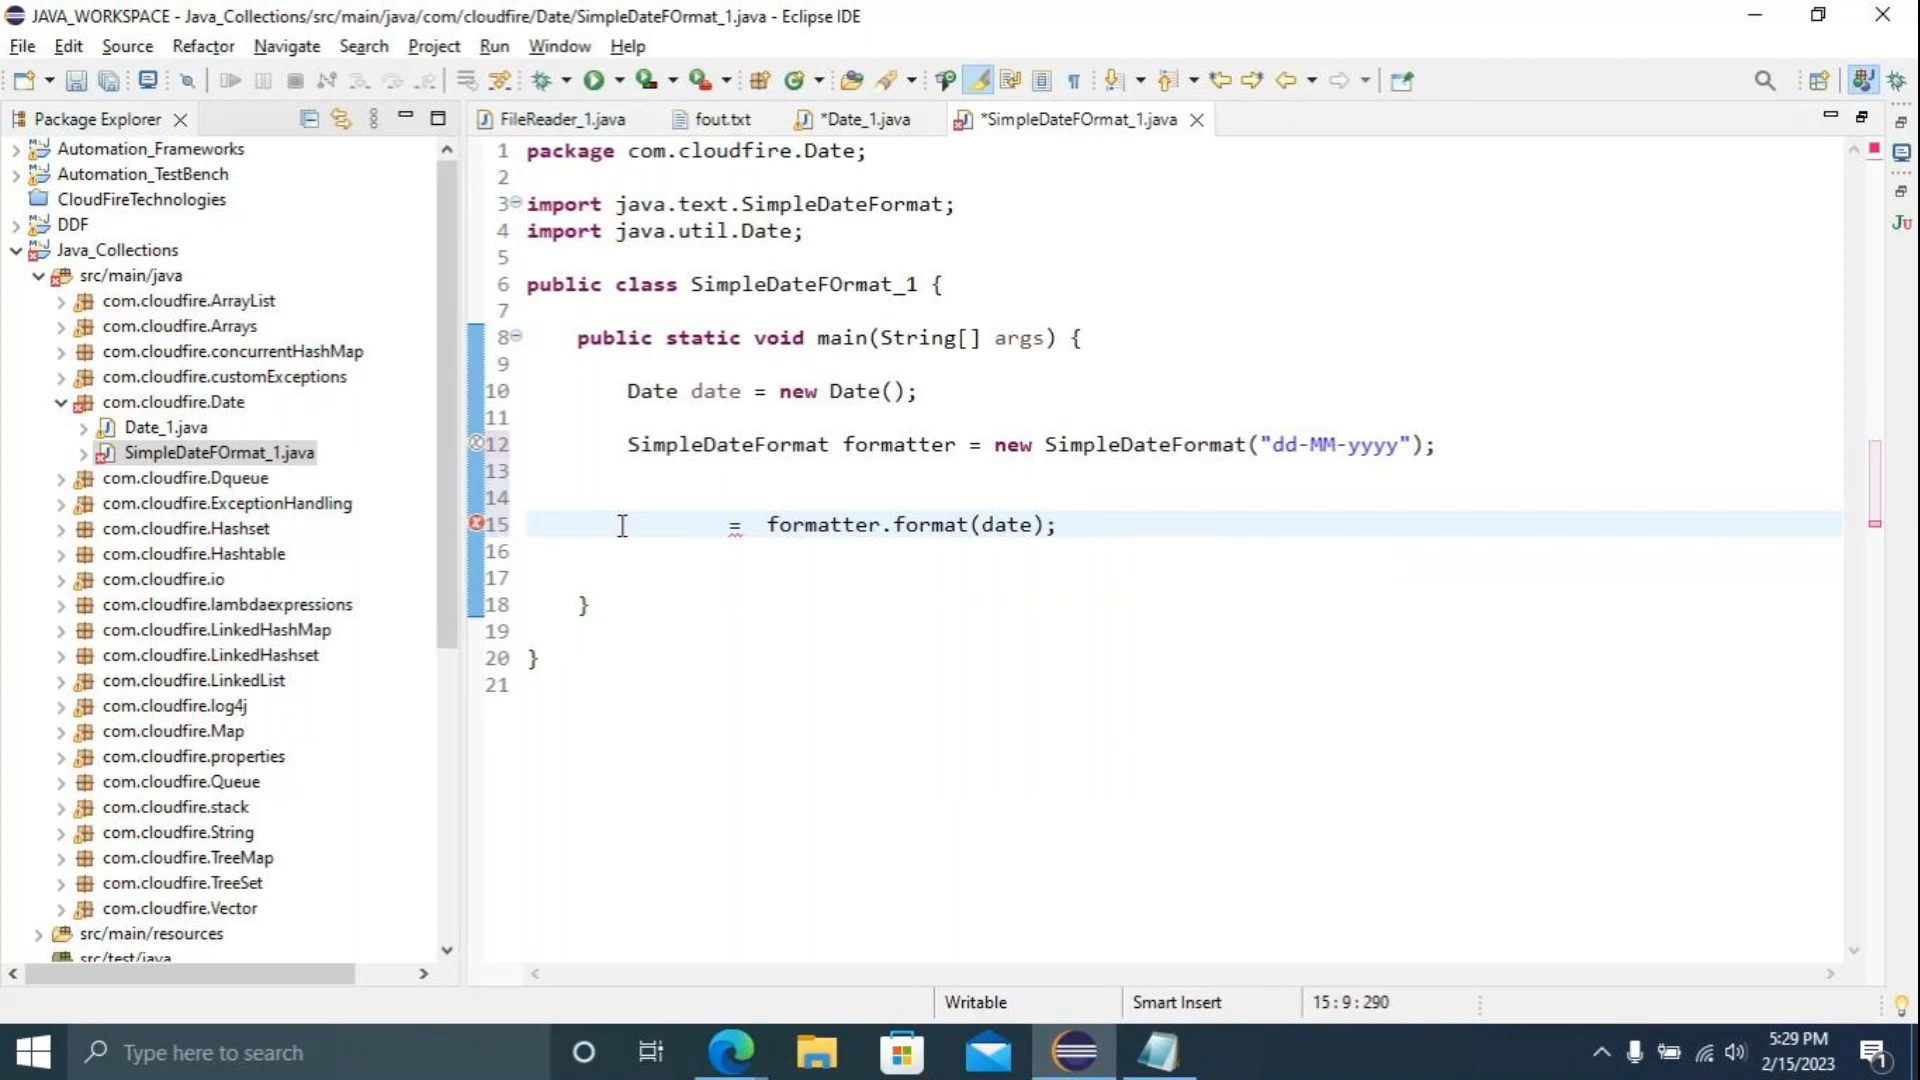 JAVA_WORKSPACE - Java_Collections/src/main/java/com/cloudfire/Date/SimpleDateFOrmat_1.java - Eclipse IDE
File Edit Source Refactor Navigate Search Project Run Window Help
Package Explorer
FileReader_1.java fout.txt *Date_1.java *SimpleDateFOrmat_1.java
Automation_Frameworks
Automation_TestBench
CloudFireTechnologies
DDF
Java_Collections
src/main/java
com.cloudfire.ArrayList
com.cloudfire.Arrays
com.cloudfire.concurrentHashMap
com.cloudfire.customExceptions
com.cloudfire.Date
Date_1.java
SimpleDateFOrmat_1.java
com.cloudfire.Dqueue
com.cloudfire.ExceptionHandling
com.cloudfire.Hashset
com.cloudfire.Hashtable
com.cloudfire.io
com.cloudfire.lambdaexpressions
com.cloudfire.LinkedHashMap
com.cloudfire.LinkedHashset
com.cloudfire.LinkedList
com.cloudfire.log4j
com.cloudfire.Map
com.cloudfire.properties
com.cloudfire.Queue
com.cloudfire.stack
com.cloudfire.String
com.cloudfire.TreeMap
com.cloudfire.TreeSet
com.cloudfire.Vector
src/main/resources
src/test/java
1 package com.cloudfire.Date;
2
3 import java.text.SimpleDateFormat;
4 import java.util.Date;
5
6 public class SimpleDateFOrmat_1 {
7
8 public static void main(String[] args) {
9
10 Date date = new Date();
11
12 SimpleDateFormat formatter = new SimpleDateFormat("dd-MM-yyyy");
13
14
15 = formatter.format(date);
16
17
18 }
19
20 }
21
Ju
Writable Smart Insert 15:9:290
Type here to search
5:29 PM
2/15/2023
1